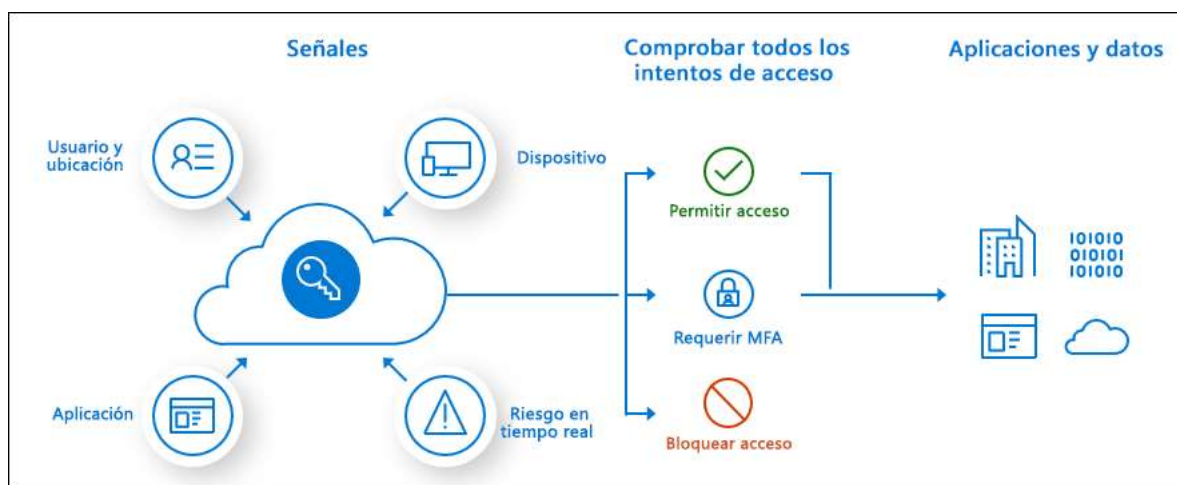 Señales
Comprobar todos los
intentos de acceso
Aplicaciones y datos
Usuario y
ubicación
Dispositivo
Permitir acceso
101010
010101
101010
Requerir MFA
Aplicación
Riesgo en
tiempo real
Bloquear acceso